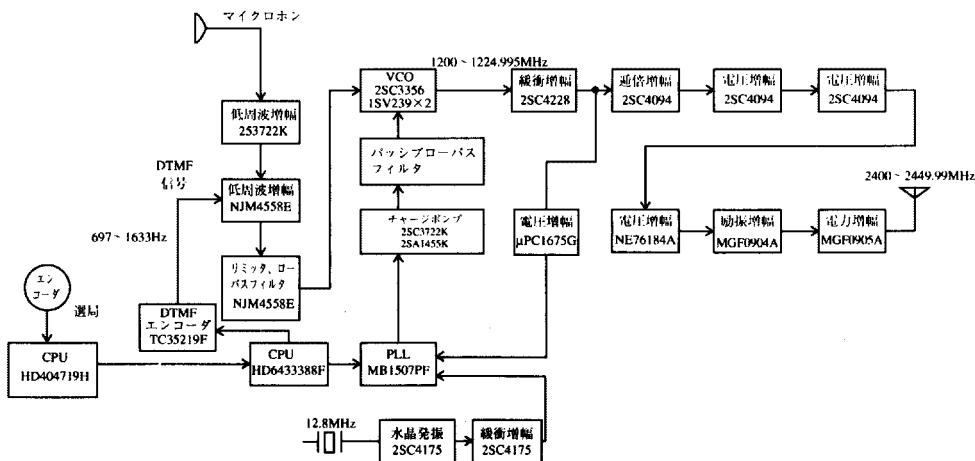 マイクロホン
低周波増幅
253722K
DTMF
信号
低周波増幅
NJM4558E
697~1633Hz
リミッタ、ロー
パスフィルタ
NJM4558E
エン
コーダ
選局
DTMF
エンコーダ
TC35219F
CPU
HD404719H
CPU
HD6433388F
PLL
MB1507PF
VCO
2SC3356
1SV239×2
1200~1224.995MHz
パッシブローパス
フィルタ
チャージポンプ
2SC3722K
2SA1455K
緩衝増幅
2SC4228
逓倍増幅
2SC4094
電圧増幅
2SC4094
電圧増幅
2SC4094
電圧増幅
μPC1675G
2400~2449.99MHz
電圧増幅
NE76184A
励振増幅
MGF0904A
電力増幅
MGF0905A
12.8MHz
水晶発振
2SC4175
緩衝増幅
2SC4175